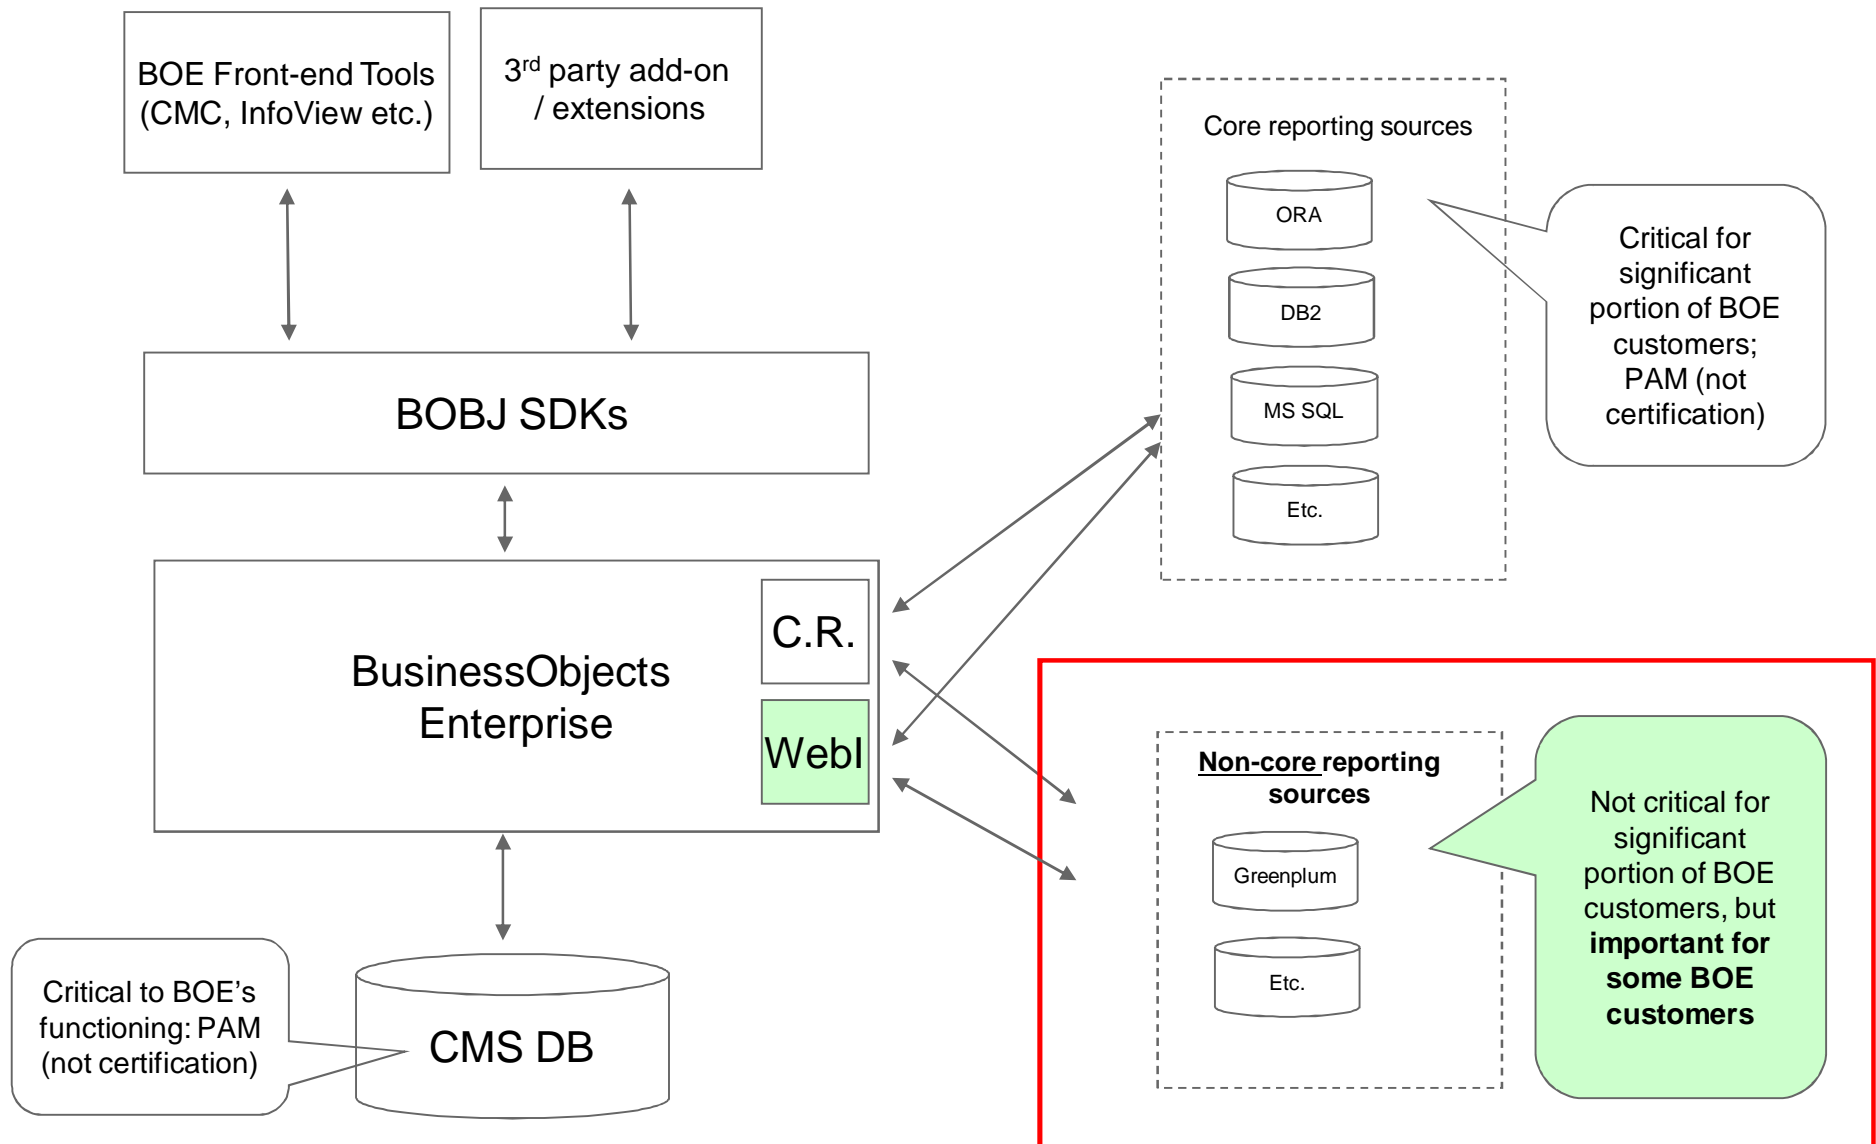 BOE Front-end Tools
(CMC, InfoView etc.)
3rd party add-on
/ extensions
Core reporting sources
ORA
DB2
MS SQL
Etc.
Critical for
significant
portion of BOE
customers;
PAM (not
certification)
BOBJ SDKs
BusinessObjects
Enterprise
C.R.
WebI
Non-core reporting
sources
Greenplum
Etc.
Not critical for
significant
portion of BOE
customers, but
important for
some BOE
customers
Critical to BOE’s
functioning: PAM
(not certification)
CMS DB